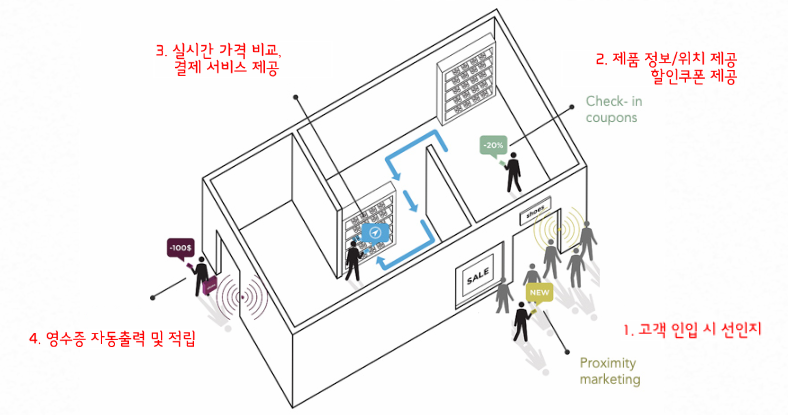 3. 실시간 가격 비교,
결제 서비스 제공
2. 제품 정보/위치 제공
할인쿠폰 제공
Check- in
coupons
-20%
shoes
-100$
SALE
NEW
4. 영수증 자동출력 및 적립
1. 고객 인입 시 선인지
Proximity
marketing